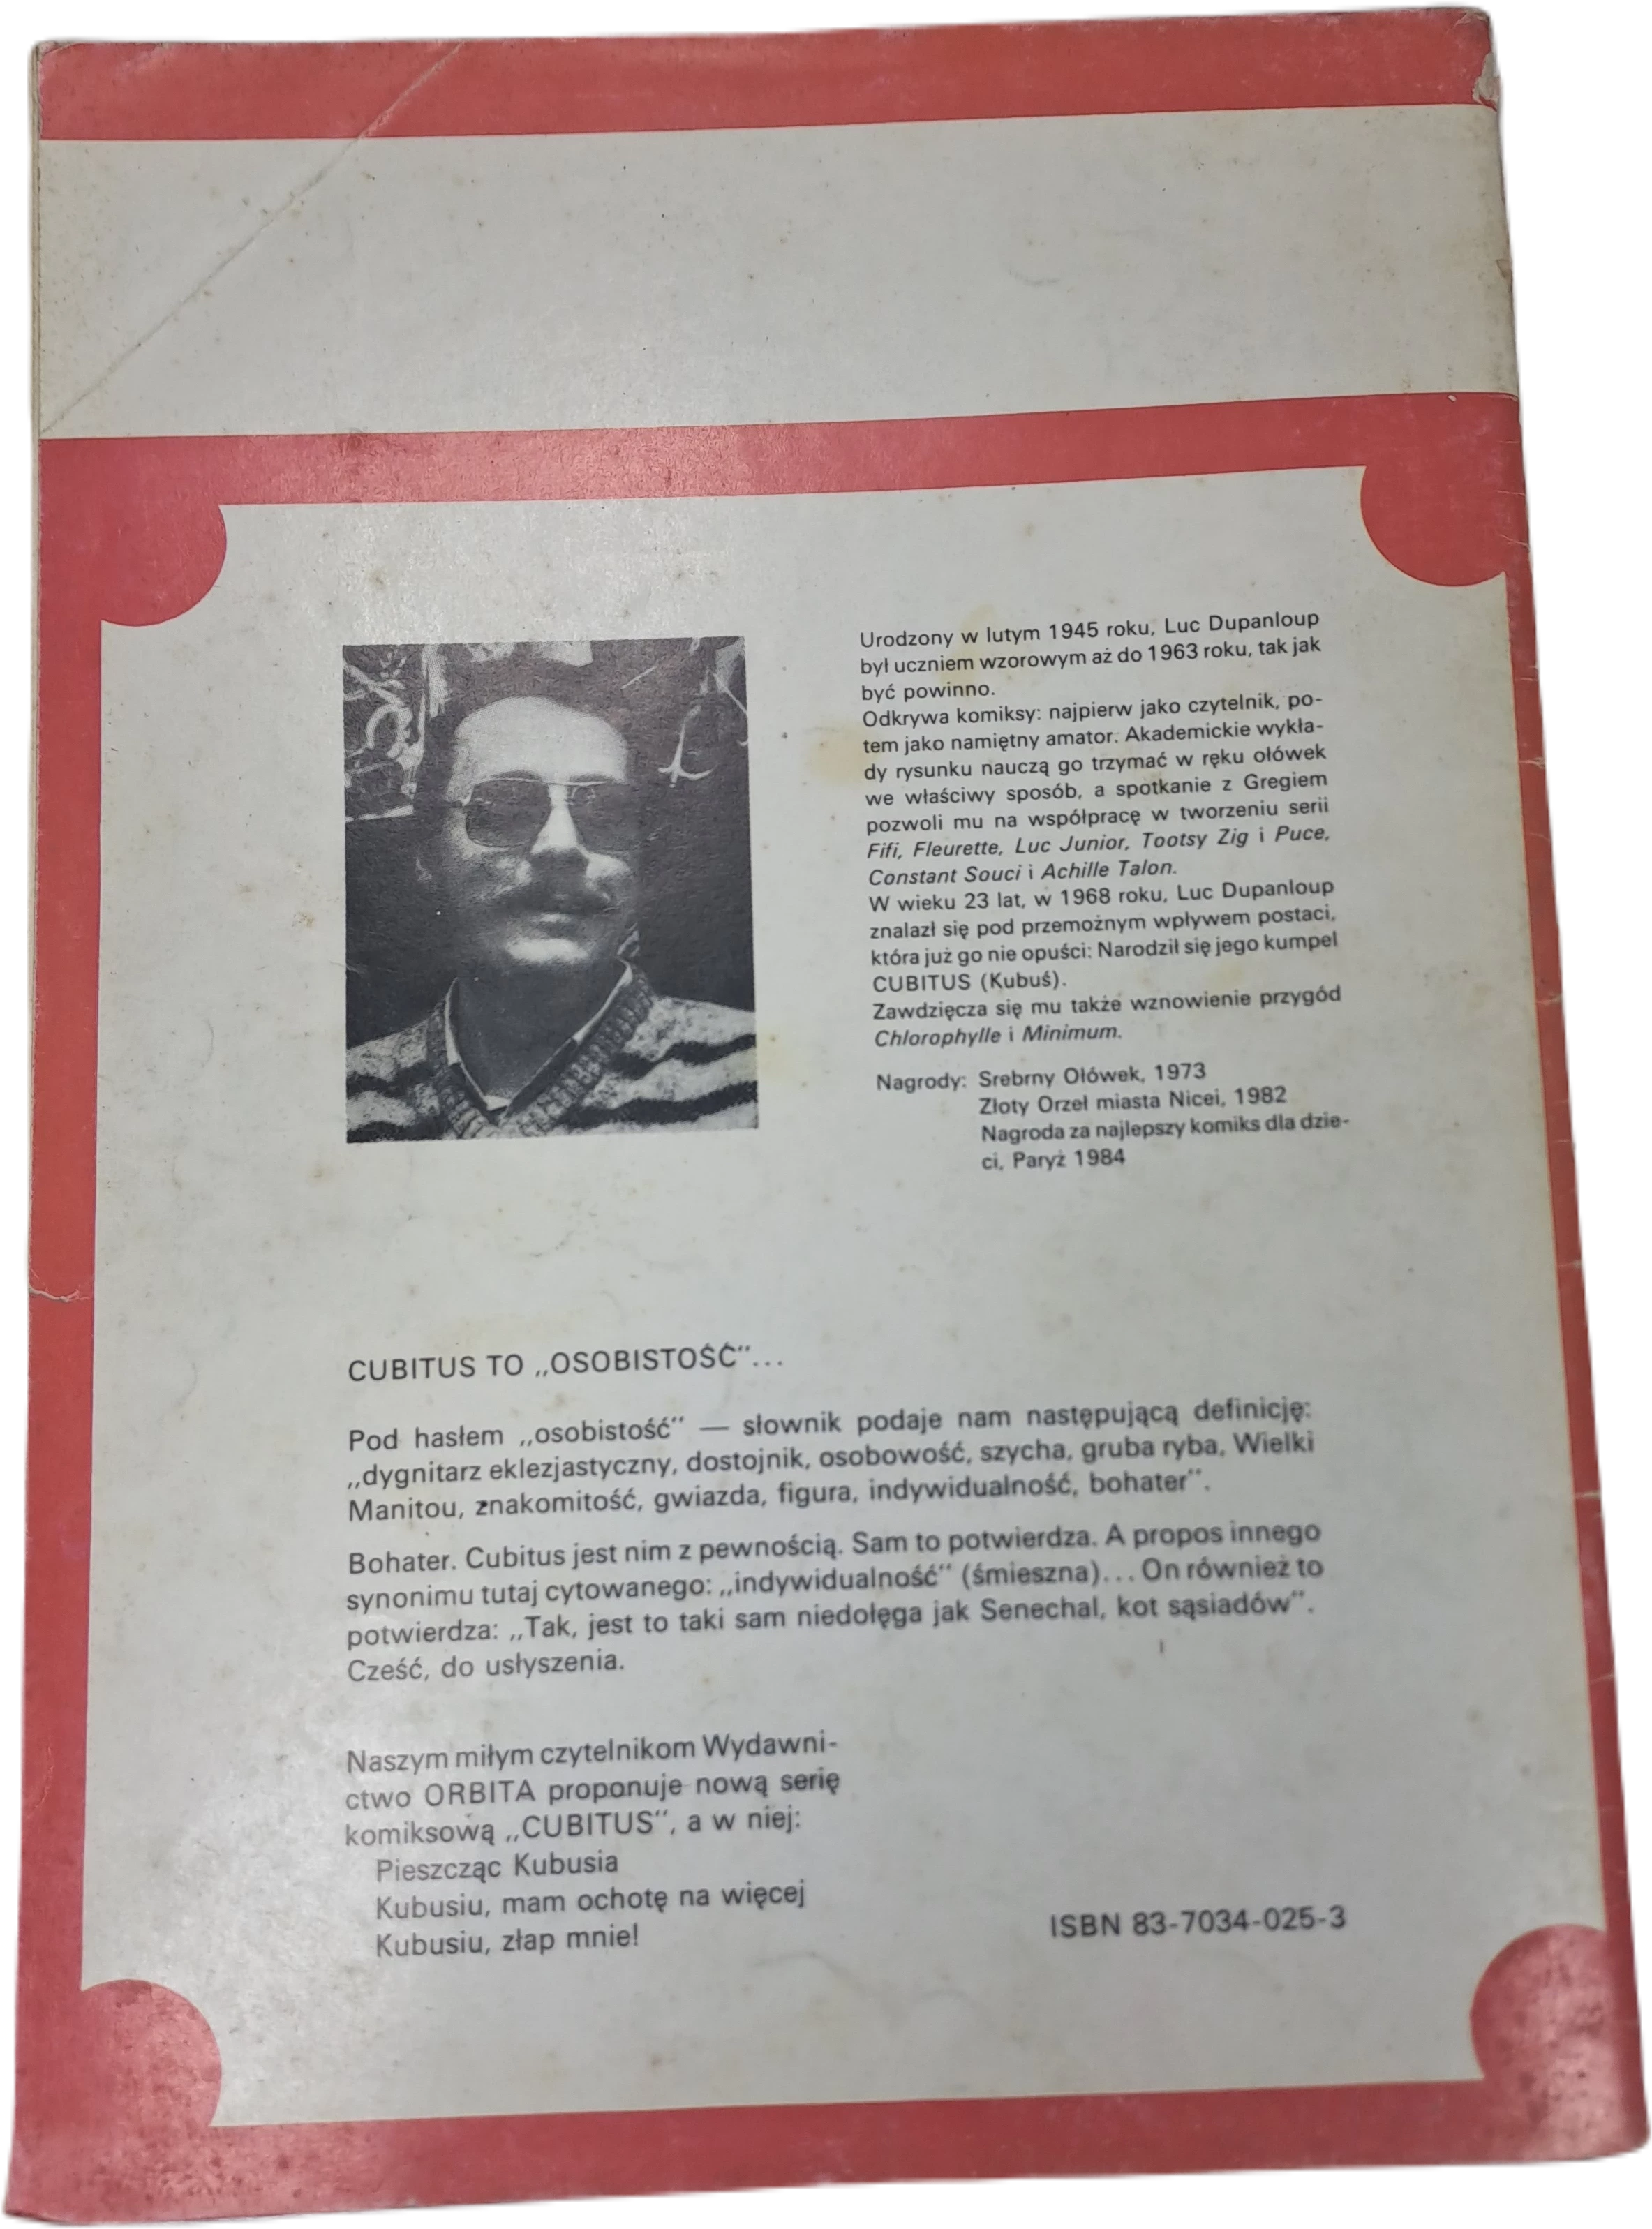 Urodzony w lutym 1945 roku, Luc Dupanloup
był uczniem wzorowym aż do 1963 roku, tak jak
być powinno.
Odkrywa komiksy: najpierw jako czytelnik, po-
tem jako namiętny amator. Akademickie wykła-
dy rysunku nauczą go trzymać w ręku ołówek
we właściwy sposób, a spotkanie z Gregiem
pozwoli mu na współpracę w tworzeniu serii
Fifi, Fleurette, Luc Junior, Tootsy Zig i Puce,
Constant Souci i Achille Talon.
W wieku 23 lat, w 1968 roku, Luc Dupanloup
znalazł się pod przemożnym wpływem postaci,
która już go nie opuści: Narodził się jego kumpel
CUBITUS (Kubuś).
Zawdzięcza się mu także wznowienie przygód
Chlorophylle i Minimum.
Nagrody: Srebrny Ołówek, 1973
Złoty Orzeł miasta Nicei, 1982
Nagroda za najlepszy komiks dla dzie-
ci, Paryż 1984
CUBITUS TO „OSOBISTOŚĆ“...
Pod hasłem „osobistość“ — słownik podaje nam następującą definicję:
„dygnitarz eklezjastyczny, dostojnik, osobowość, szycha, gruba ryba, Wielki
Manitou, znakomitość, gwiazda, figura, indywidualność, bohater“.
Bohater. Cubitus jest nim z pewnością. Sam to potwierdza. A propos innego
synonimu tutaj cytowanego: „indywidualność“ (śmieszna)... On również to
potwierdza: „Tak, jest to taki sam niedołęga jak Senechal, kot sąsiadów“.
Cześć, do usłyszenia.
Naszym miłym czytelnikom Wydawni-
ctwo ORBITA proponuje nową serię
komiksową „CUBITUS“, a w niej:
Pieszcząc Kubusia
Kubusiu, mam ochotę na więcej
Kubusiu, złap mnie!
ISBN 83-7034-025-3